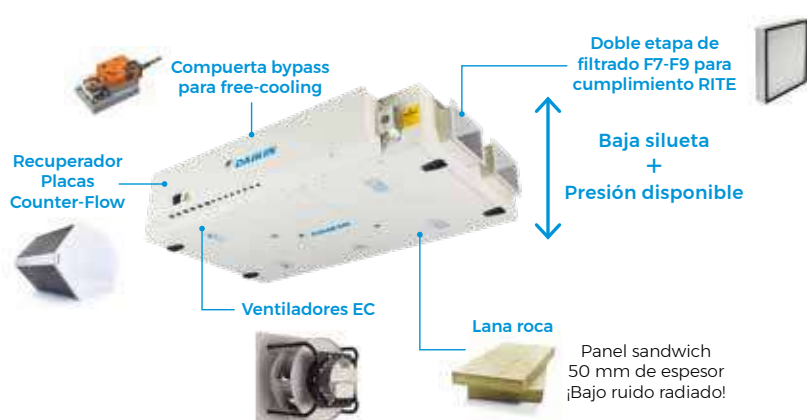 Compuerta bypass
para free-cooling
Doble etapa de
filtrado F7-F9 para
cumplimiento RITE
Baja silueta
+
Presión disponible
Recuperador
Placas
Counter-Flow
DAIKIN
DAIKIN
Ventiladores EC
Lana roca
Panel sandwich
50 mm de espesor
¡Bajo ruido radiado!